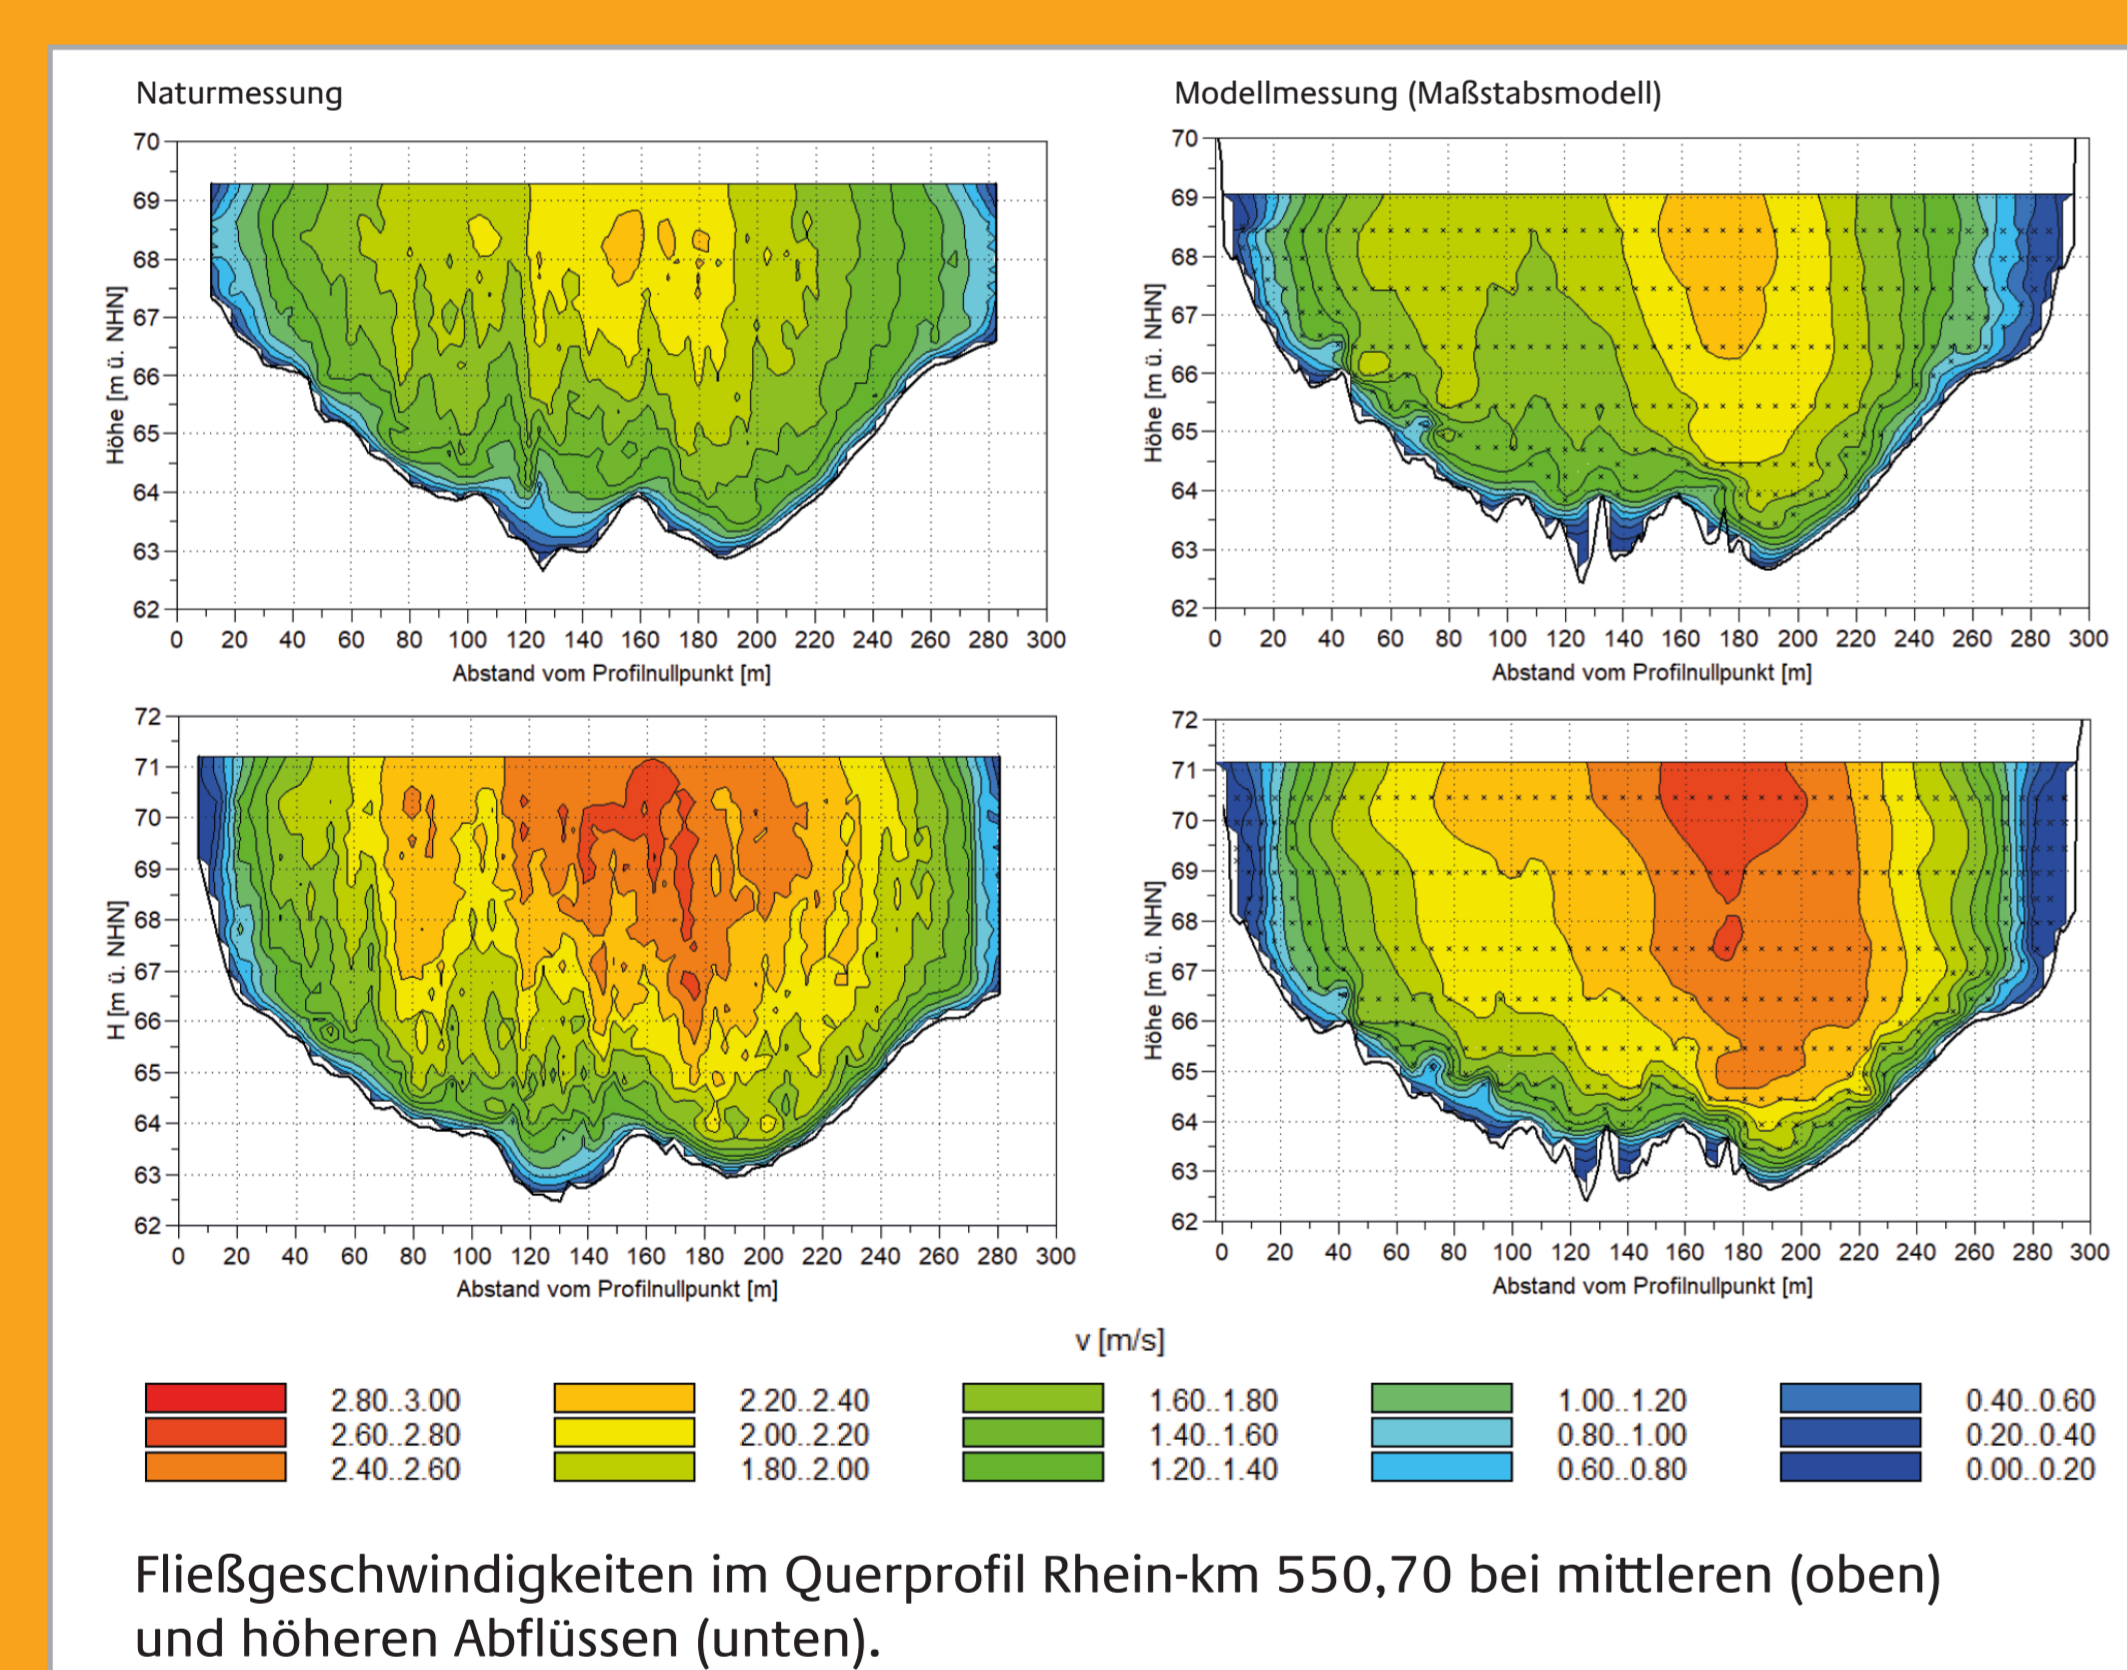 Naturmessung
Modellmessung (Maßstabsmodell)
70
69
68
67
66
65
64
63
62
Höhe [m ü. NHN]
0 20 40 60 80 100 120 140 160 180 200 220 240 260 280 300
Abstand vom Profilnullpunkt [m]
70
69
68
67
66
65
64
63
62
Höhe [m ü. NHN]
0 20 40 60 80 100 120 140 160 180 200 220 240 260 280 300
Abstand vom Profilnullpunkt [m]
72
71
70
69
68
67
66
65
64
63
62
H [m ü. NHN]
0 20 40 60 80 100 120 140 160 180 200 220 240 260 280 300
Abstand vom Profilnullpunkt [m]
72
71
70
69
68
67
66
65
64
63
62
Höhe [m ü. NHN]
0 20 40 60 80 100 120 140 160 180 200 220 240 260 280 300
Abstand vom Profilnullpunkt [m]
v [m/s]
2.80..3.00 2.20..2.40 1.60..1.80 1.00..1.20 0.40..0.60
2.60..2.80 2.00..2.20 1.40..1.60 0.80..1.00 0.20..0.40
2.40..2.60 1.80..2.00 1.20..1.40 0.60..0.80 0.00..0.20
Fließgeschwindigkeiten im Querprofil Rhein-km 550,70 bei mittleren (oben)
und höheren Abflüssen (unten).